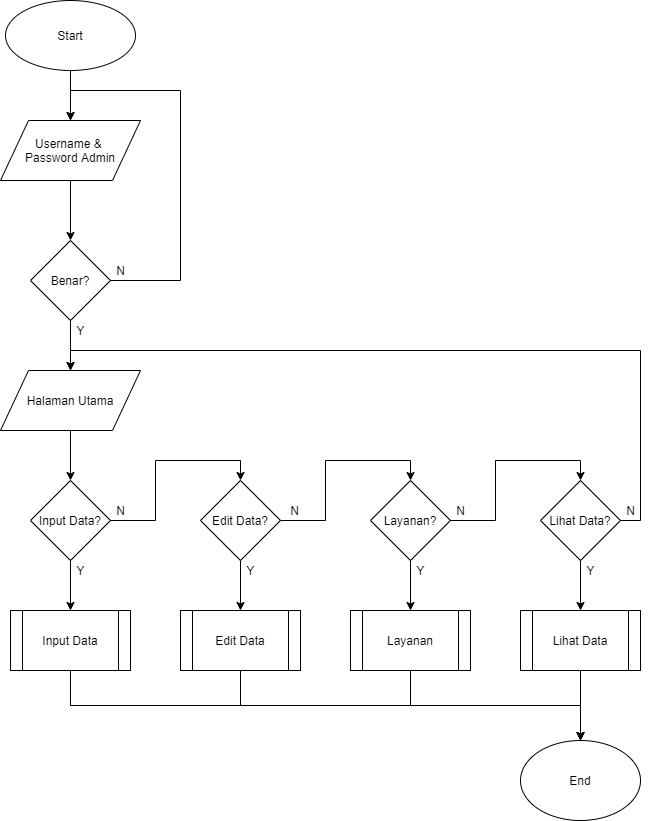 Start
Username &
Password Admin
Benar?
N
Y
Halaman Utama
Input Data?
N
Edit Data?
N
Layanan?
N
Lihat Data?
N
Y
Y
Y
Y
Input Data
Edit Data
Layanan
Lihat Data
End